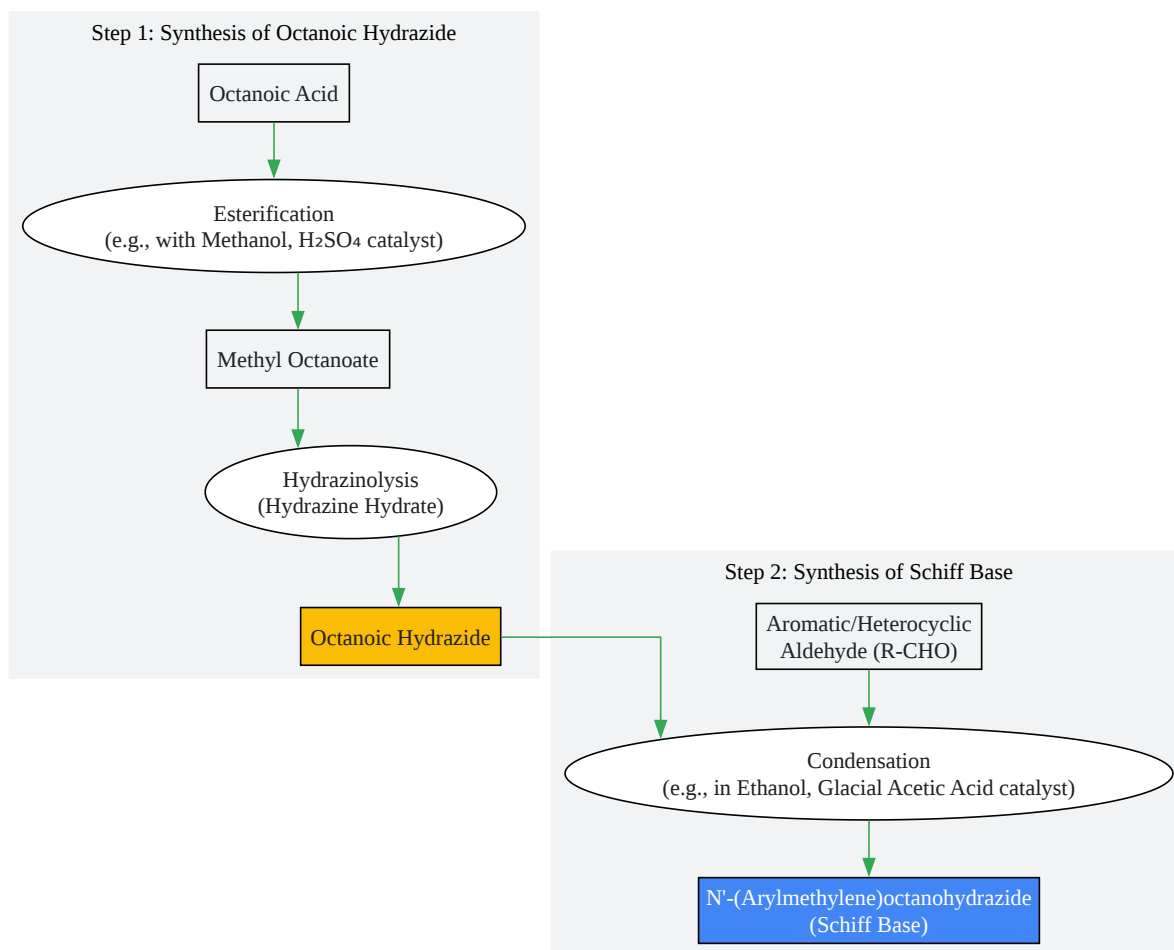 Step 1: Synthesis of Octanoic Hydrazide
Octanoic Acid
Esterification
(e.g., with Methanol, H₂SO₄ catalyst)
Methyl Octanoate
Hydrazinolysis
(Hydrazine Hydrate)
Octanoic Hydrazide
Step 2: Synthesis of Schiff Base
Aromatic/Heterocyclic
Aldehyde (R-CHO)
Condensation
(e.g., in Ethanol, Glacial Acetic Acid catalyst)
N'-(Arylmethylene)octanohydrazide
(Schiff Base)